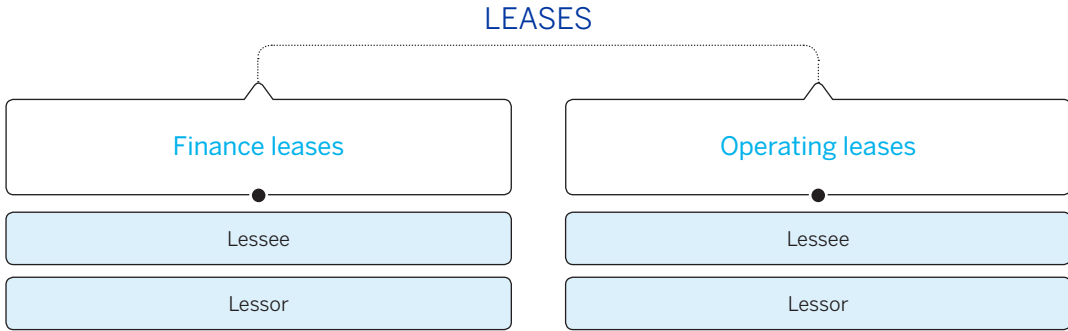 LEASES
Finance leases
Operating leases
Lessee
Lessee
Lessor
Lessor